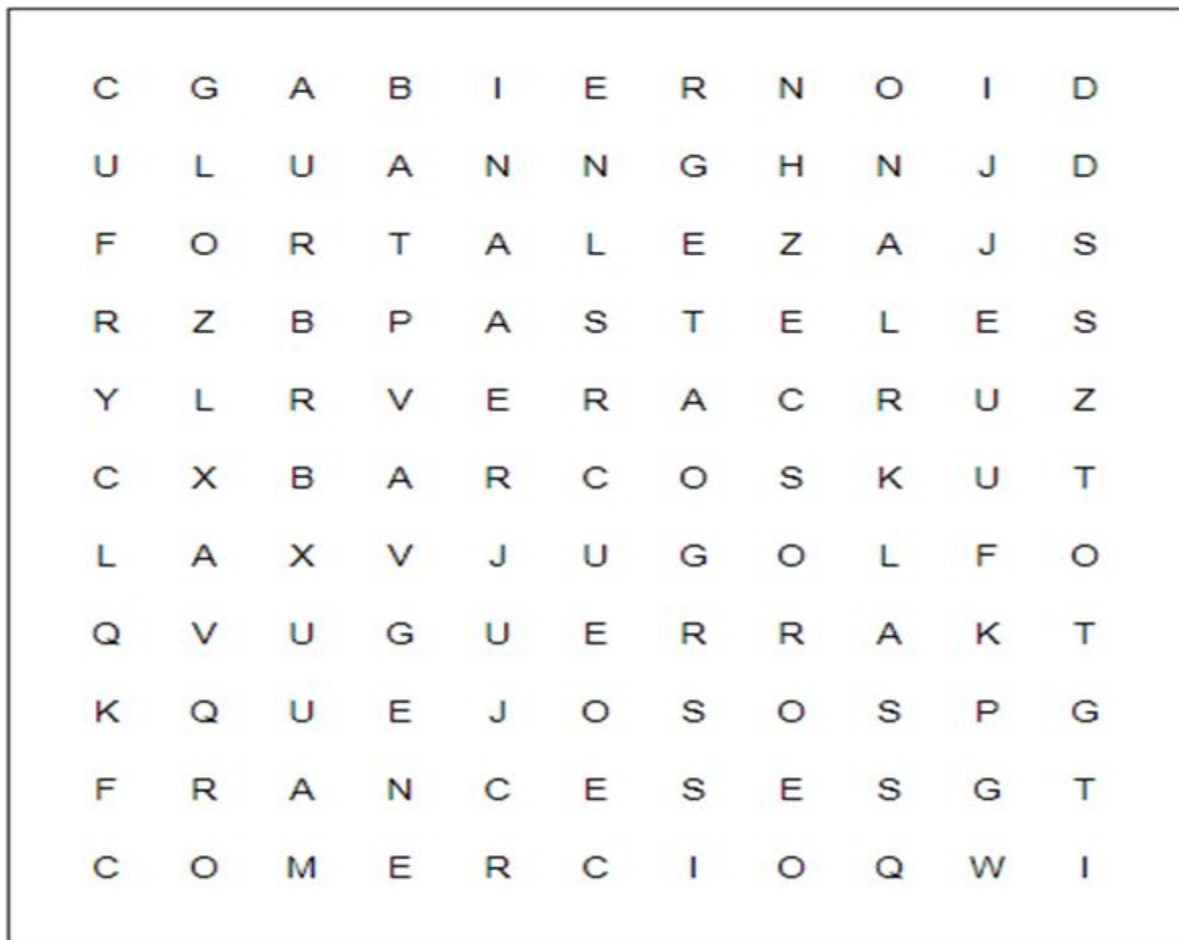 C G A B I E R N O I D
U L U A N N G H N J D
F O R T A L E Z A J S
R Z B P A S T E L E S
Y L R V E R A C R U Z
C X B A R C O S K U T
L A X V J U G O L F O
Q V U G U E R R A K T
K Q U E J O S O S P G
F R A N C E S E S G T
C O M E R C I O Q W I